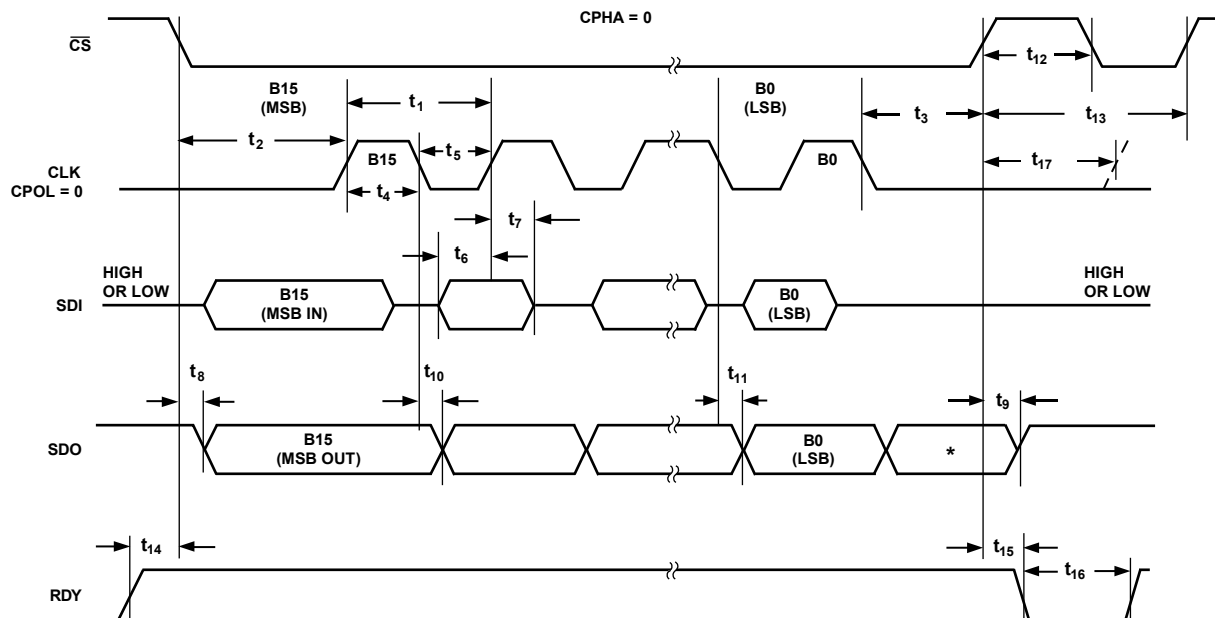 CPHA = 0
CS
t12
B15
(MSB)
t1
B0
(LSB)
t3
t13
t2
CLK
CPOL = 0
B15
t5
B0
t17
t4
t7
t6
HIGH
OR LOW
SDI
B15
(MSB IN)
B0
(LSB)
HIGH
OR LOW
t8
t10
t11
t9
SDO
B15
(MSB OUT)
B0
(LSB)
*
t14
t15
t16
RDY